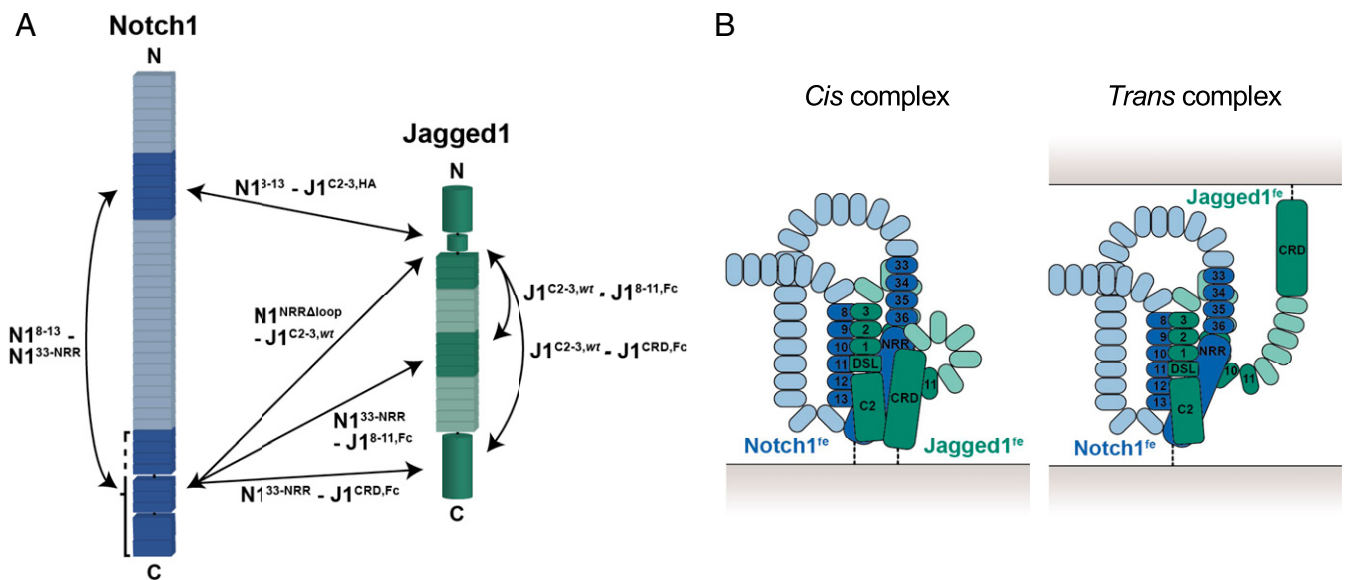 A
Notch1
N
N1⁸⁻¹³ - J1ᶜ²⁻³,ᴴᴬ
N1⁸⁻¹³ -
N1³³⁻ᴺᴿᴿ
N1ᴺᴿᴿΔˡᵒᵒᵖ
- J1ᶜ²⁻³,ʷᵗ
N1³³⁻ᴺᴿᴿ
- J1⁸⁻¹¹,ᶠᶜ
N1³³⁻ᴺᴿᴿ - J1ᶜᴿᴰ,ᶠᶜ
C
Jagged1
N
J1ᶜ²⁻³,ʷᵗ - J1⁸⁻¹¹,ᶠᶜ
J1ᶜ²⁻³,ʷᵗ - J1ᶜᴿᴰ,ᶠᶜ
C
B
Cis complex
33
34
35
36
8
9
10
11
12
13
3
2
1
DSL
C2
NRR
CRD
11
Notch1ᶠᵉ
Jagged1ᶠᵉ
Trans complex
Jagged1ᶠᵉ
CRD
33
34
35
36
8
9
10
11
12
13
3
2
1
DSL
C2
NRR
10
11
Notch1ᶠᵉ